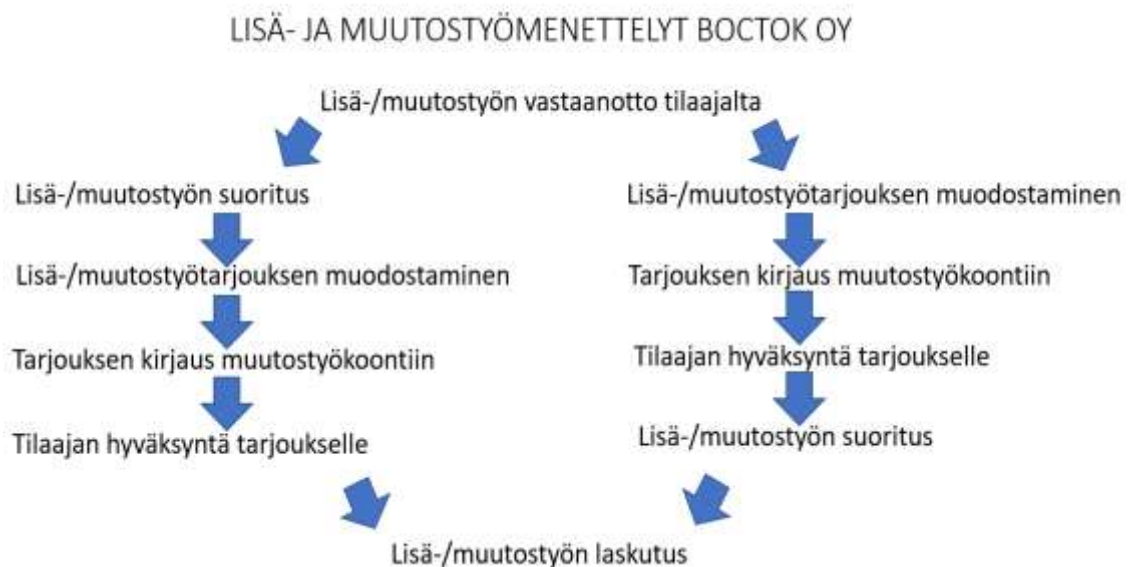 LISÄ- JA MUUTOSTYÖMENETTELYT BOCTOK OY
Lisä-/muutostyön vastaanotto tilaajalta
Lisä-/muutostyön suoritus
Lisä-/muutostyötarjouksen muodostaminen
Tarjouksen kirjaus muutostyökoontiin
Tilaajan hyväksyntä tarjoukselle
Lisä-/muutostyötarjouksen muodostaminen
Tarjouksen kirjaus muutostyökoontiin
Tilaajan hyväksyntä tarjoukselle
Lisä-/muutostyön suoritus
Lisä-/muutostyön laskutus